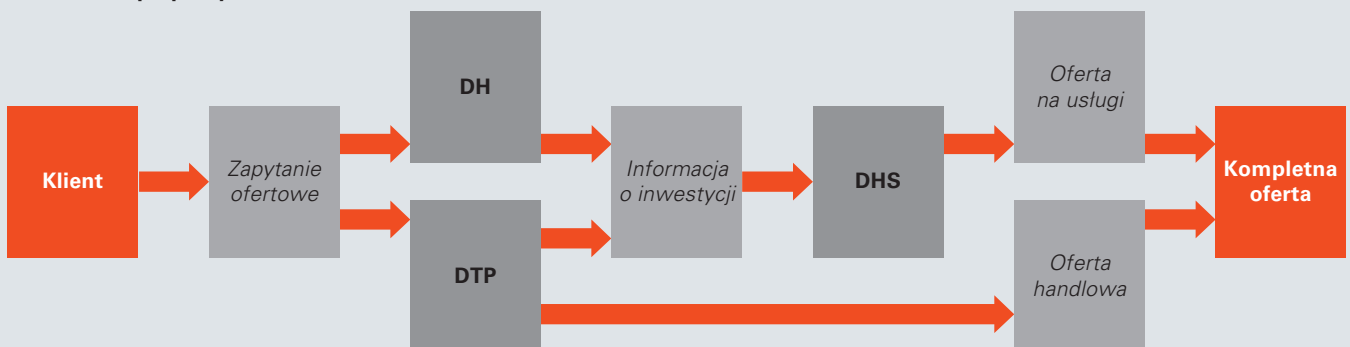 Klient
Zapytanie
ofertowe
DH
DTP
Informacja
o inwestycji
DHS
Oferta
na usługi
Oferta
handlowa
Kompletna
oferta